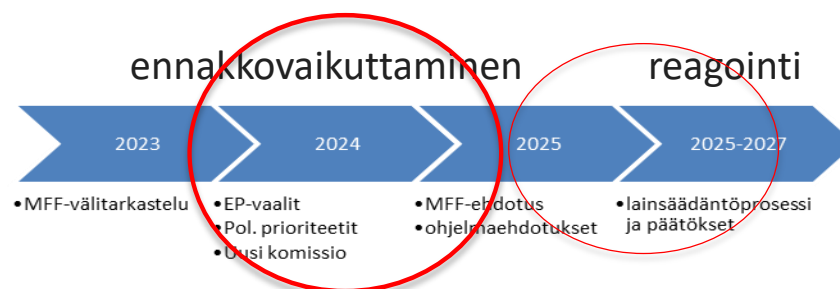 ennakkovaikuttaminen
reagointi
2023
2024
2025
2025-2027
•MFF-välitarkastelu
•EP-vaalit
•Pol. prioriteetit
•Uusi komissio
•MFF-ehdotus
•ohjelmaehdotukset
•lainsäädäntöprosessi
ja päätökset